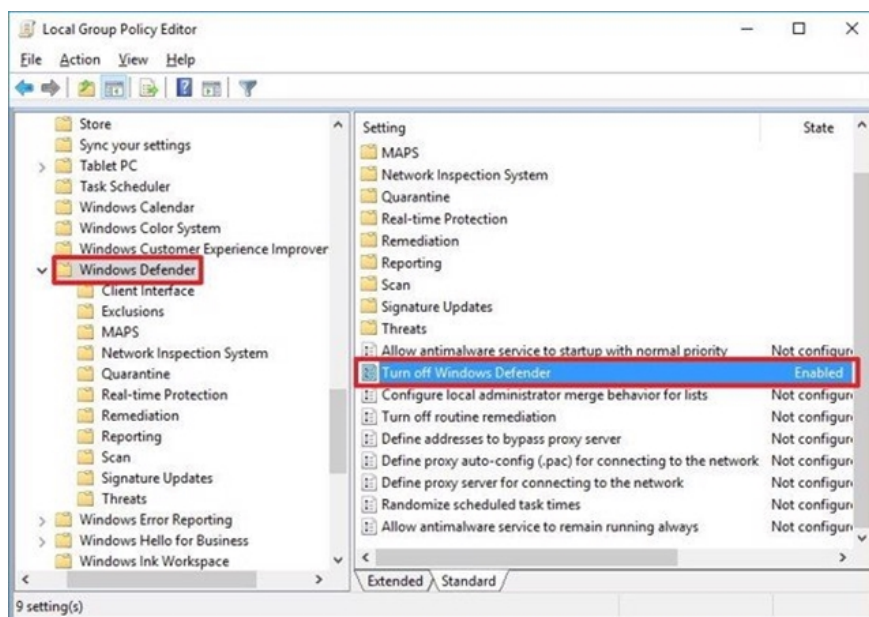 Local Group Policy Editor
File Action View Help
Store
Sync your settings
Tablet PC
Task Scheduler
Windows Calendar
Windows Color System
Windows Customer Experience Improver
Windows Defender
Client Interface
Exclusions
MAPS
Network Inspection System
Quarantine
Real-time Protection
Remediation
Reporting
Scan
Signature Updates
Threats
Windows Error Reporting
Windows Hello for Business
Windows Ink Workspace
Setting State
MAPS
Network Inspection System
Quarantine
Real-time Protection
Remediation
Reporting
Scan
Signature Updates
Threats
Allow antimalware service to startup with normal priority Not configur
Turn off Windows Defender Enabled
Configure local administrator merge behavior for lists Not configur
Turn off routine remediation Not configur
Define addresses to bypass proxy server Not configur
Define proxy auto-config (.pac) for connecting to the network Not configur
Define proxy server for connecting to the network Not configur
Randomize scheduled task times Not configur
Allow antimalware service to remain running always Not configur
Extended Standard
9 setting(s)